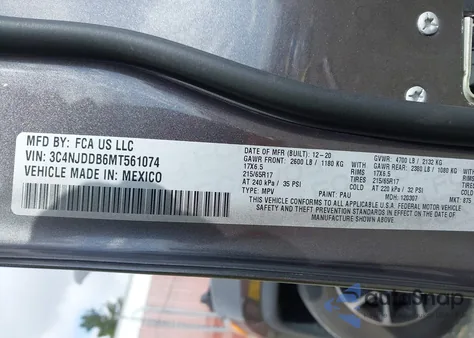 MFD BY: FCA US LLC
VIN: 3C4NJDDB6MT561074
VEHICLE MADE IN: MEXICO
DATE OF MFR (BUILT): 12-20
GVWR: 4700 LB / 2132 KG
GAWR FRONT: 2600 LB / 1180 KG
WITH
GAWR REAR: 2380 LB / 1080 KG
WITH
17X6.5
RIMS
17X6.5
RIMS
215/65R17
TIRES
215/65R17
TIRES
AT 240 kPa / 35 PSI
COLD
AT 220 kPa / 32 PSI
COLD
TYPE: MPV
PAINT: PAU
MDH: 120307
MKT: 875
THIS VEHICLE CONFORMS TO ALL APPLICABLE U.S.A. FEDERAL MOTOR VEHICLE
SAFETY AND THEFT PREVENTION STANDARDS IN EFFECT ON THE DATE OF
MANUFACTURE SHOWN ABOVE.
AutoSnap